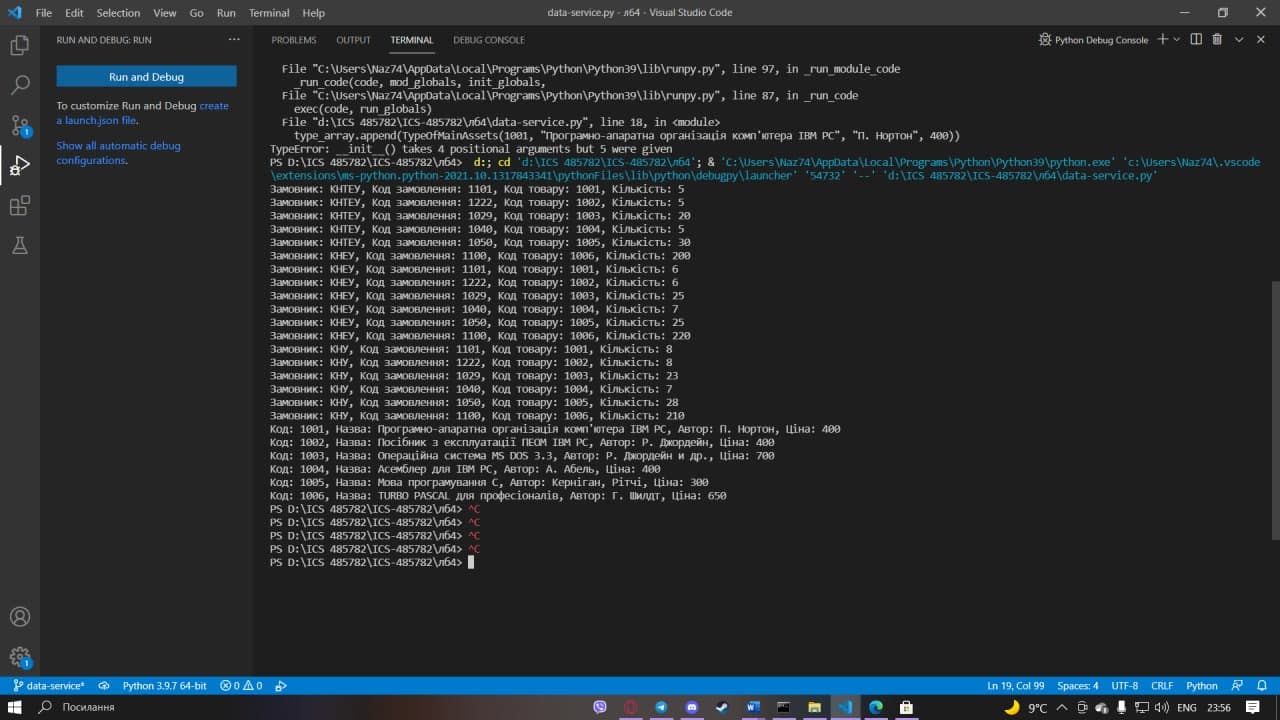 File Edit Selection View Go Run Terminal Help data-service.py - л64 - Visual Studio Code
RUN AND DEBUG: RUN ... PROBLEMS OUTPUT TERMINAL DEBUG CONSOLE Python Debug Console
Run and Debug
To customize Run and Debug create
a launch.json file.
Show all automatic debug
configurations.
File "C:\Users\Naz74\AppData\Local\Programs\Python\Python39\lib\runpy.py", line 97, in _run_module_code
_run_code(code, mod_globals, init_globals,
File "C:\Users\Naz74\AppData\Local\Programs\Python\Python39\lib\runpy.py", line 87, in _run_code
exec(code, run_globals)
File "d:\ICS 485782\ICS-485782\л64\data-service.py", line 18, in <module>
type_array.append(TypeOfMainAssets(1001, "Програмно-апаратна організація комп'ютера IBM PC", "П. Нортон", 400))
TypeError: __init__() takes 4 positional arguments but 5 were given
PS D:\ICS 485782\ICS-485782\л64> d:; cd 'd:\ICS 485782\ICS-485782\л64'; & 'C:\Users\Naz74\AppData\Local\Programs\Python\Python39\python.exe' 'c:\Users\Naz74\.vscode
\extensions\ms-python.python-2021.10.1317843341\pythonFiles\lib\python\debugpy\launcher' '54732' '--' 'd:\ICS 485782\ICS-485782\л64\data-service.py'
Замовник: КНТЕУ, Код замовлення: 1101, Код товару: 1001, Кількість: 5
Замовник: КНТЕУ, Код замовлення: 1222, Код товару: 1002, Кількість: 5
Замовник: КНТЕУ, Код замовлення: 1029, Код товару: 1003, Кількість: 20
Замовник: КНТЕУ, Код замовлення: 1040, Код товару: 1004, Кількість: 5
Замовник: КНТЕУ, Код замовлення: 1050, Код товару: 1005, Кількість: 30
Замовник: КНЕУ, Код замовлення: 1100, Код товару: 1006, Кількість: 200
Замовник: КНЕУ, Код замовлення: 1101, Код товару: 1001, Кількість: 6
Замовник: КНЕУ, Код замовлення: 1222, Код товару: 1002, Кількість: 6
Замовник: КНЕУ, Код замовлення: 1029, Код товару: 1003, Кількість: 25
Замовник: КНЕУ, Код замовлення: 1040, Код товару: 1004, Кількість: 7
Замовник: КНЕУ, Код замовлення: 1050, Код товару: 1005, Кількість: 25
Замовник: КНЕУ, Код замовлення: 1100, Код товару: 1006, Кількість: 220
Замовник: КНУ, Код замовлення: 1101, Код товару: 1001, Кількість: 8
Замовник: КНУ, Код замовлення: 1222, Код товару: 1002, Кількість: 8
Замовник: КНУ, Код замовлення: 1029, Код товару: 1003, Кількість: 23
Замовник: КНУ, Код замовлення: 1040, Код товару: 1004, Кількість: 7
Замовник: КНУ, Код замовлення: 1050, Код товару: 1005, Кількість: 28
Замовник: КНУ, Код замовлення: 1100, Код товару: 1006, Кількість: 210
Код: 1001, Назва: Програмно-апаратна організація комп'ютера IBM PC, Автор: П. Нортон, Ціна: 400
Код: 1002, Назва: Посібник з експлуатації ПЕОМ IBM PC, Автор: Р. Джордейн, Ціна: 400
Код: 1003, Назва: Операційна система MS DOS 3.3, Автор: Р. Джордейн и др., Ціна: 700
Код: 1004, Назва: Асемблер для IBM PC, Автор: А. Абель, Ціна: 400
Код: 1005, Назва: Мова програмування С, Автор: Керніган, Рітчі, Ціна: 300
Код: 1006, Назва: TURBO PASCAL для професіоналів, Автор: Г. Шилдт, Ціна: 650
PS D:\ICS 485782\ICS-485782\л64> ^C
PS D:\ICS 485782\ICS-485782\л64> ^C
PS D:\ICS 485782\ICS-485782\л64> ^C
PS D:\ICS 485782\ICS-485782\л64> ^C
PS D:\ICS 485782\ICS-485782\л64>
1
1
data-service* Python 3.9.7 64-bit 0 0 Ln 19, Col 99 Spaces: 4 UTF-8 CRLF Python
Посилання 9°C ENG 23:56